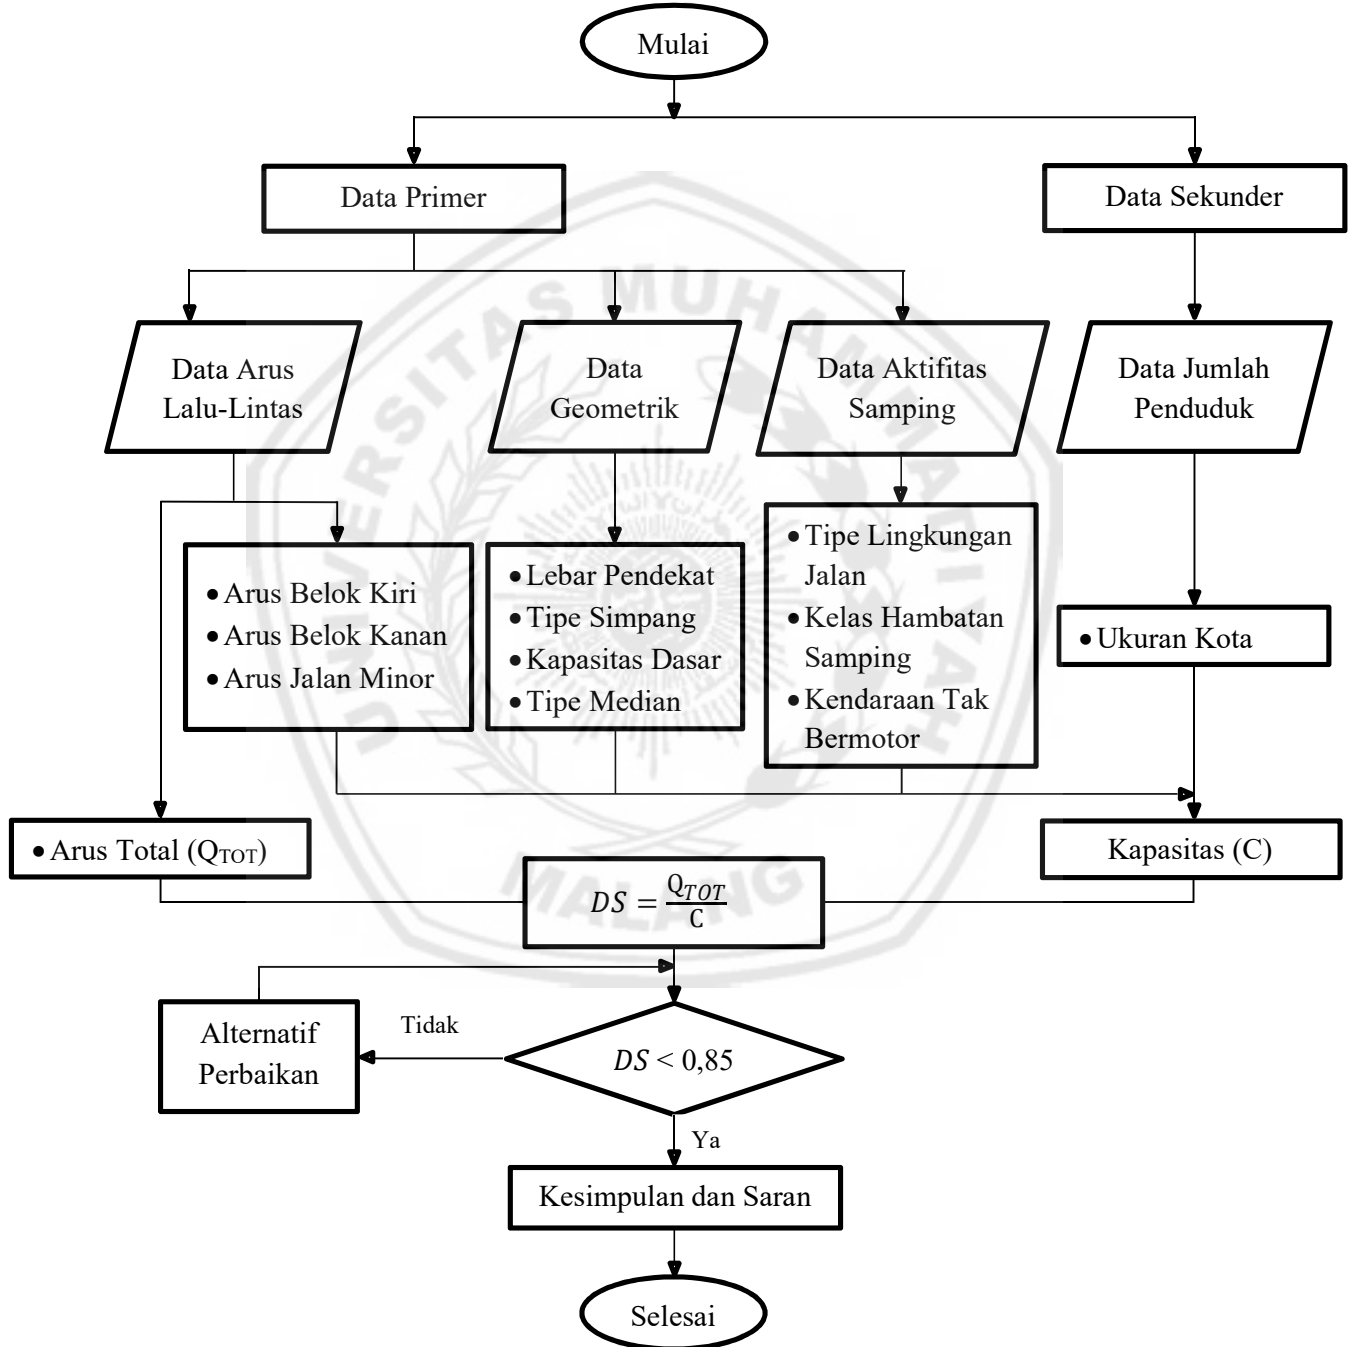 Mulai
Data Primer
Data Sekunder
Data Arus
Lalu-Lintas
Data
Geometrik
Data Aktifitas
Samping
Data Jumlah
Penduduk
• Arus Belok Kiri
• Arus Belok Kanan
• Arus Jalan Minor
• Lebar Pendekat
• Tipe Simpang
• Kapasitas Dasar
• Tipe Median
• Tipe Lingkungan
Jalan
• Kelas Hambatan
Samping
• Kendaraan Tak
Bermotor
• Ukuran Kota
• Arus Total (QTOT)
Kapasitas (C)
DS = QTOT / C
Alternatif
Perbaikan
Tidak
DS < 0,85
Ya
Kesimpulan dan Saran
Selesai
UNIVERSITAS MUHAMMADIYAH
MALANG